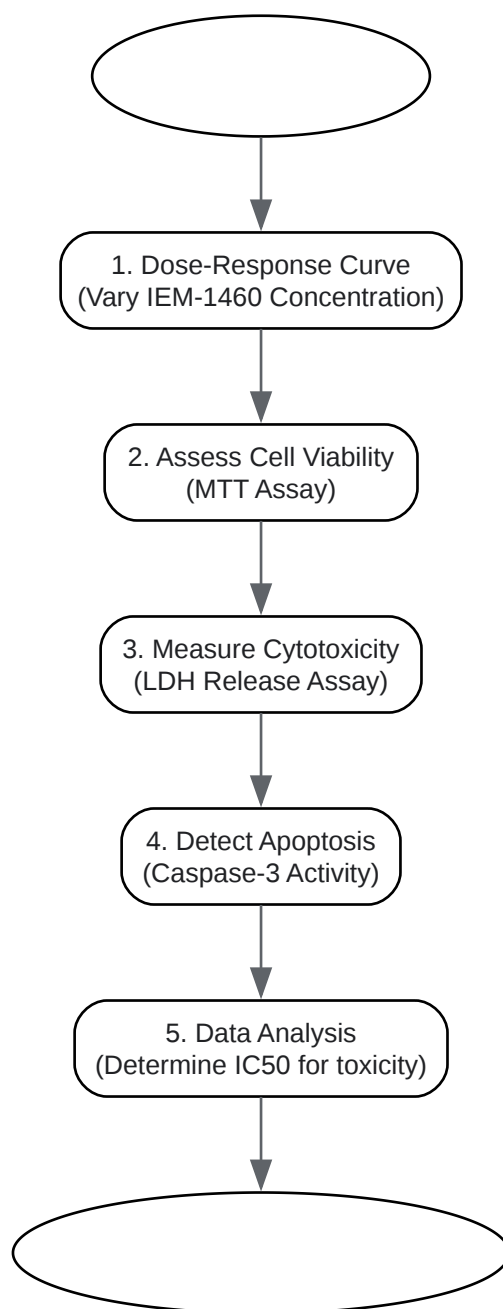 1. Dose-Response Curve
(Vary IEM-1460 Concentration)
2. Assess Cell Viability
(MTT Assay)
3. Measure Cytotoxicity
(LDH Release Assay)
4. Detect Apoptosis
(Caspase-3 Activity)
5. Data Analysis
(Determine IC50 for toxicity)